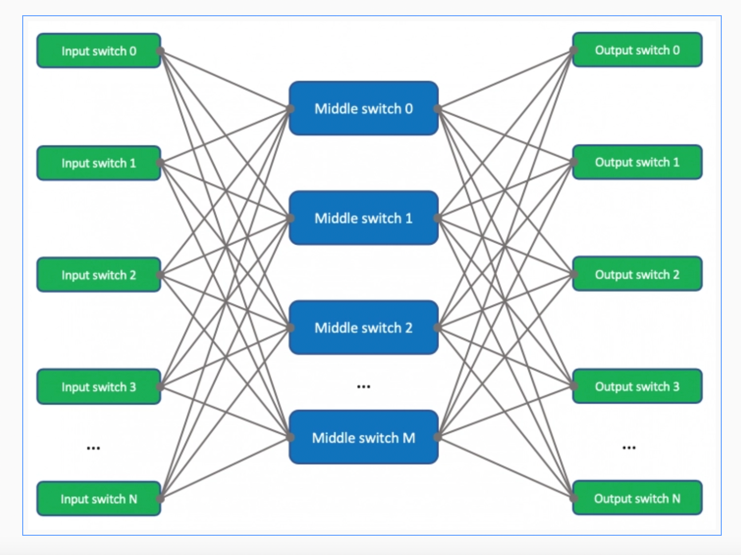 Input switch 0
Output switch 0
Middle switch 0
Input switch 1
Output switch 1
Middle switch 1
Input switch 2
Output switch 2
Middle switch 2
Input switch 3
...
Output switch 3
Middle switch M
...
...
Input switch N
Output switch N